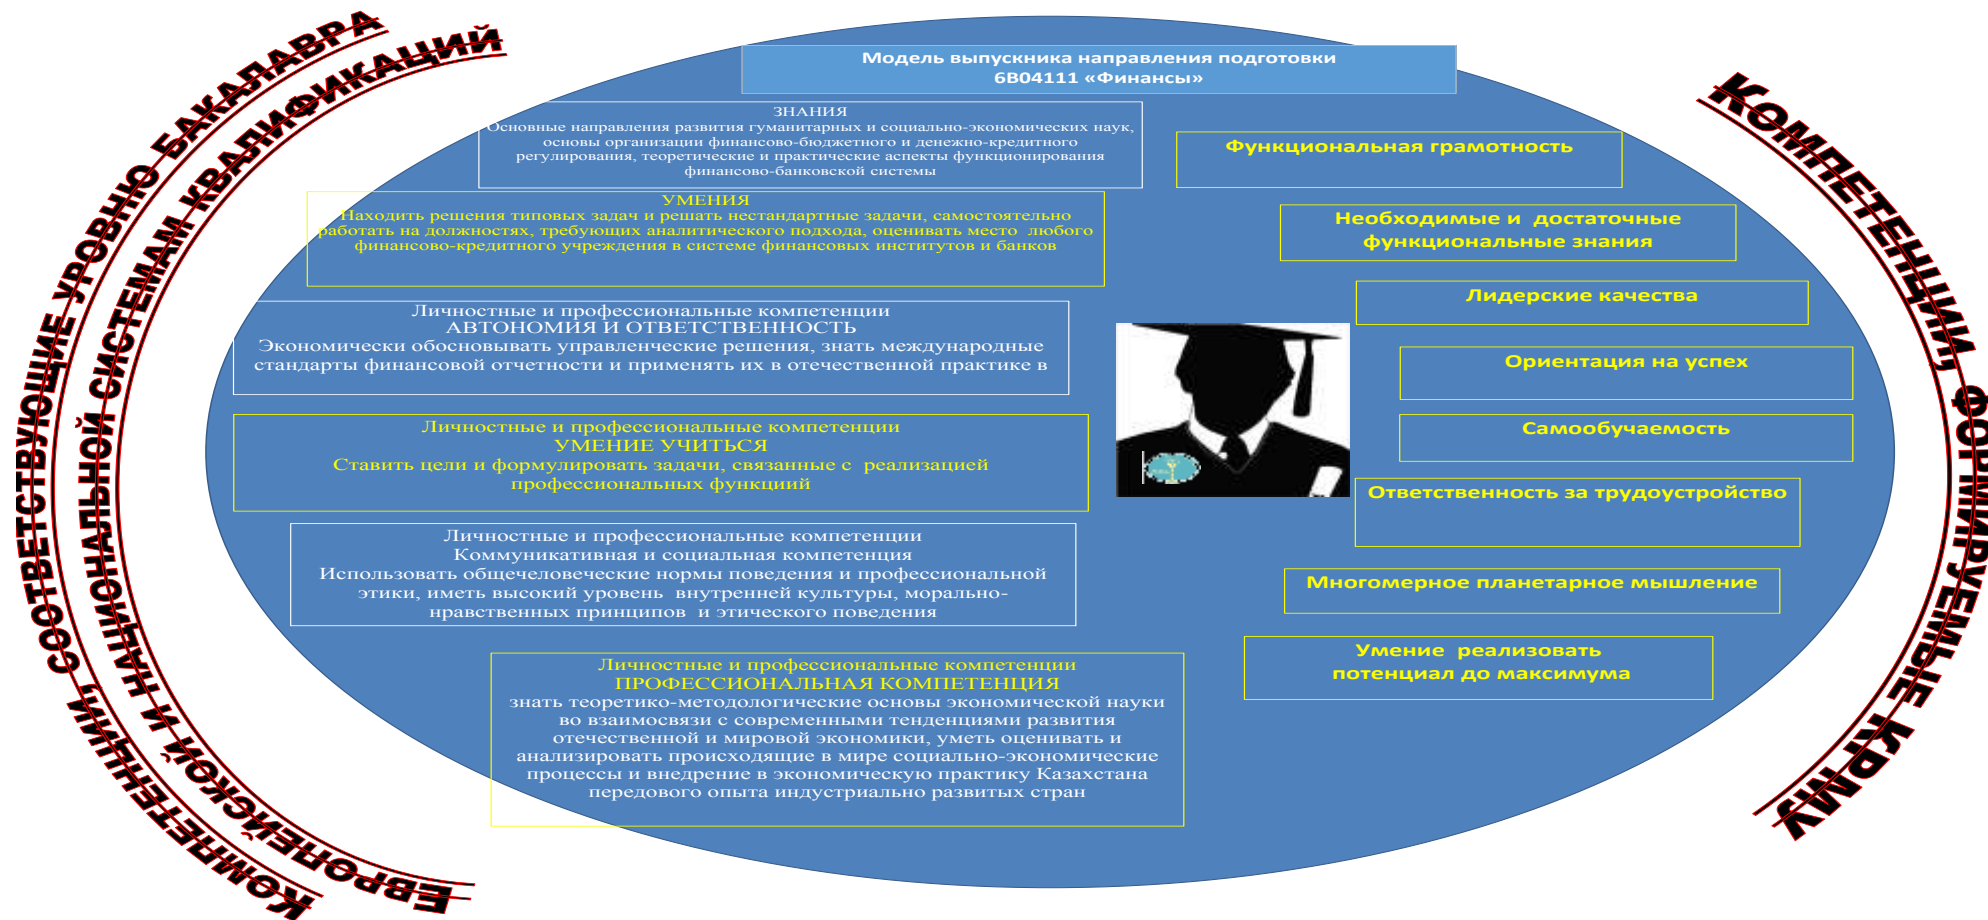 КОМПЕТЕНЦИИ, СООТВЕТСТВУЮЩИЕ УРОВНЮ БАКАЛАВРА
ЕВРОПЕЙСКОЙ И НАЦИОНАЛЬНОЙ СИСТЕМАМ КВАЛИФИКАЦИЙ
Модель выпускника направления подготовки
6В04111 «Финансы»
ЗНАНИЯ
Основные направления развития гуманитарных и социально-экономических наук,
основы организации финансово-бюджетного и денежно-кредитного
регулирования, теоретические и практические аспекты функционирования
финансово-банковской системы
УМЕНИЯ
Находить решения типовых задач и решать нестандартные задачи, самостоятельно
работать на должностях, требующих аналитического подхода, оценивать место любого
финансово-кредитного учреждения в системе финансовых институтов и банков
Личностные и профессиональные компетенции
АВТОНОМИЯ И ОТВЕТСТВЕННОСТЬ
Экономически обосновывать управленческие решения, знать международные
стандарты финансовой отчетности и применять их в отечественной практике в
Личностные и профессиональные компетенции
УМЕНИЕ УЧИТЬСЯ
Ставить цели и формулировать задачи, связанные с реализацией
профессиональных функциий
Личностные и профессиональные компетенции
Коммуникативная и социальная компетенция
Использовать общечеловеческие нормы поведения и профессиональной
этики, иметь высокий уровень внутренней культуры, морально-
нравственных принципов и этического поведения
Личностные и профессиональные компетенции
ПРОФЕССИОНАЛЬНАЯ КОМПЕТЕНЦИЯ
знать теоретико-методологические основы экономической науки
во взаимосвязи с современными тенденциями развития
отечественной и мировой экономики, уметь оценивать и
анализировать происходящие в мире социально-экономические
процессы и внедрение в экономическую практику Казахстана
передового опыта индустриально развитых стран
Функциональная грамотность
Необходимые и достаточные
функциональные знания
Лидерские качества
Ориентация на успех
Самообучаемость
Ответственность за трудоустройство
Многомерное планетарное мышление
Умение реализовать
потенциал до максимума
КОМПЕТЕНЦИИ, ФОРМИРУЕМЫЕ КРМУ